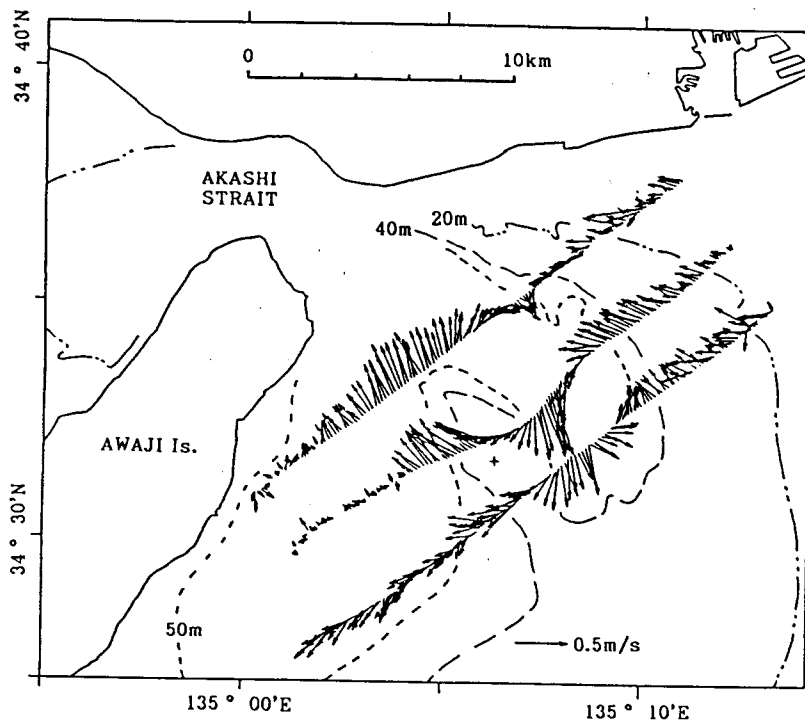 34° 40'N
0 10km
AKASHI
STRAIT
20m
40m
AWAJI Is.
34° 30'N
50m
0.5m/s
135° 00'E 135° 10'E